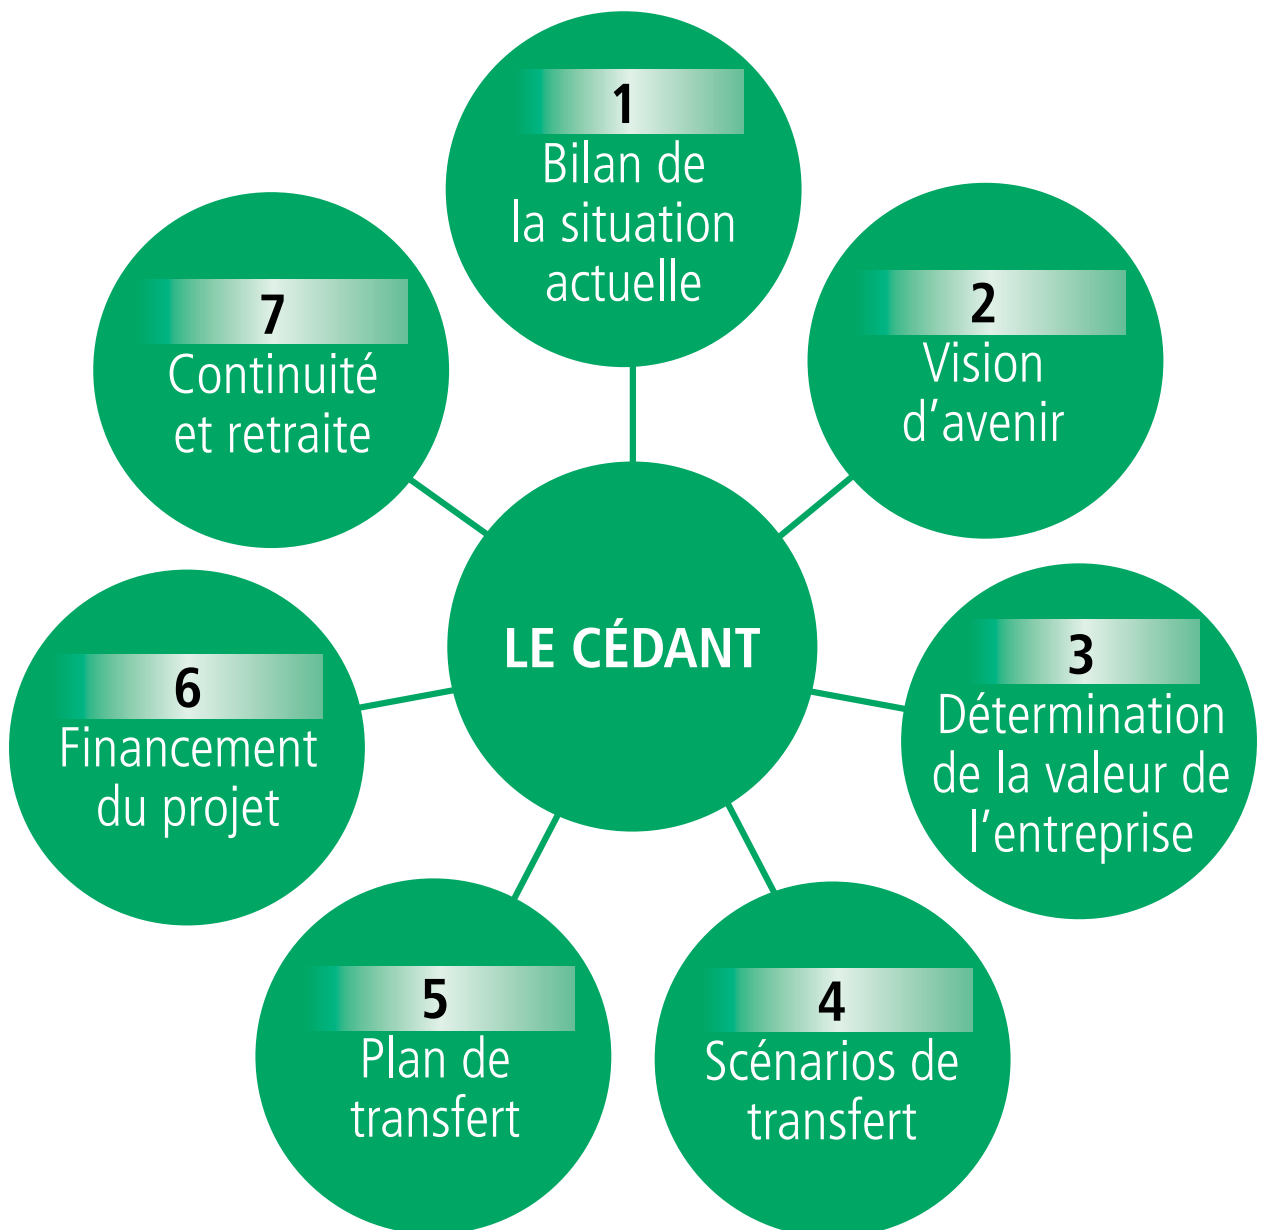 1
Bilan de
la situation
actuelle
2
Vision
d’avenir
3
Détermination
de la valeur de
l’entreprise
4
Scénarios de
transfert
5
Plan de
transfert
6
Financement
du projet
7
Continuité
et retraite
LE CÉDANT